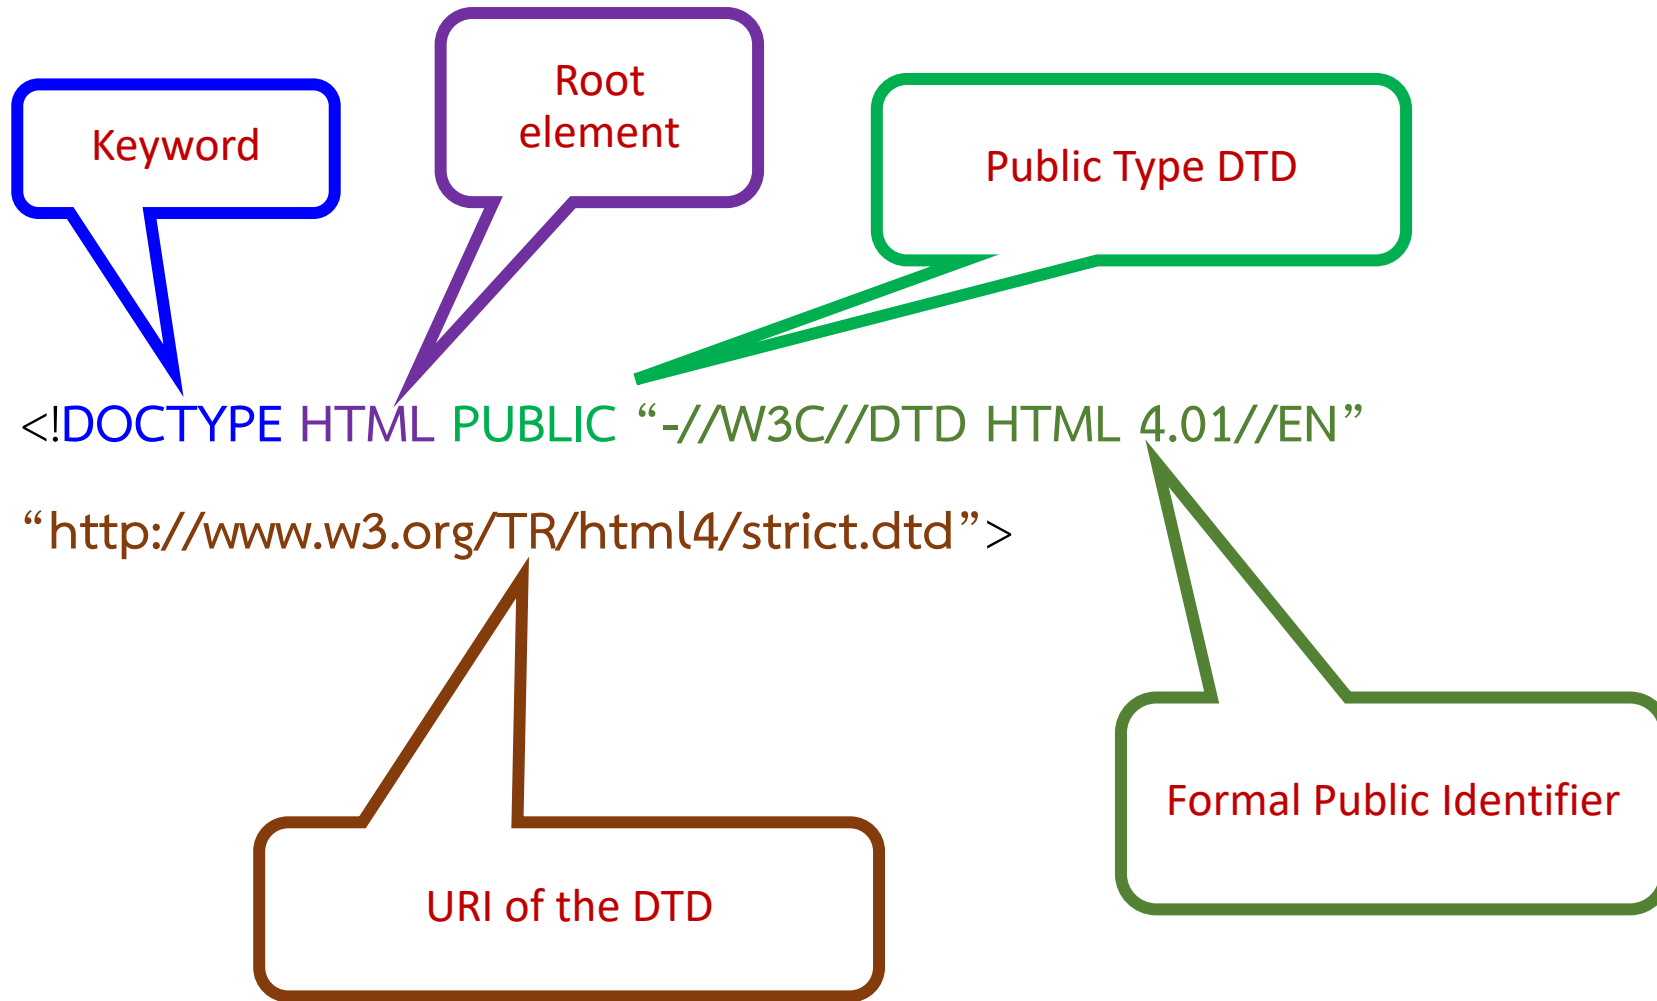 Root
element
Keyword
Public Type DTD
<!DOCTYPE HTML PUBLIC “-//W3C//DTD HTML 4.01//EN”
“http://www.w3.org/TR/html4/strict.dtd”>
Formal Public Identifier
URI of the DTD